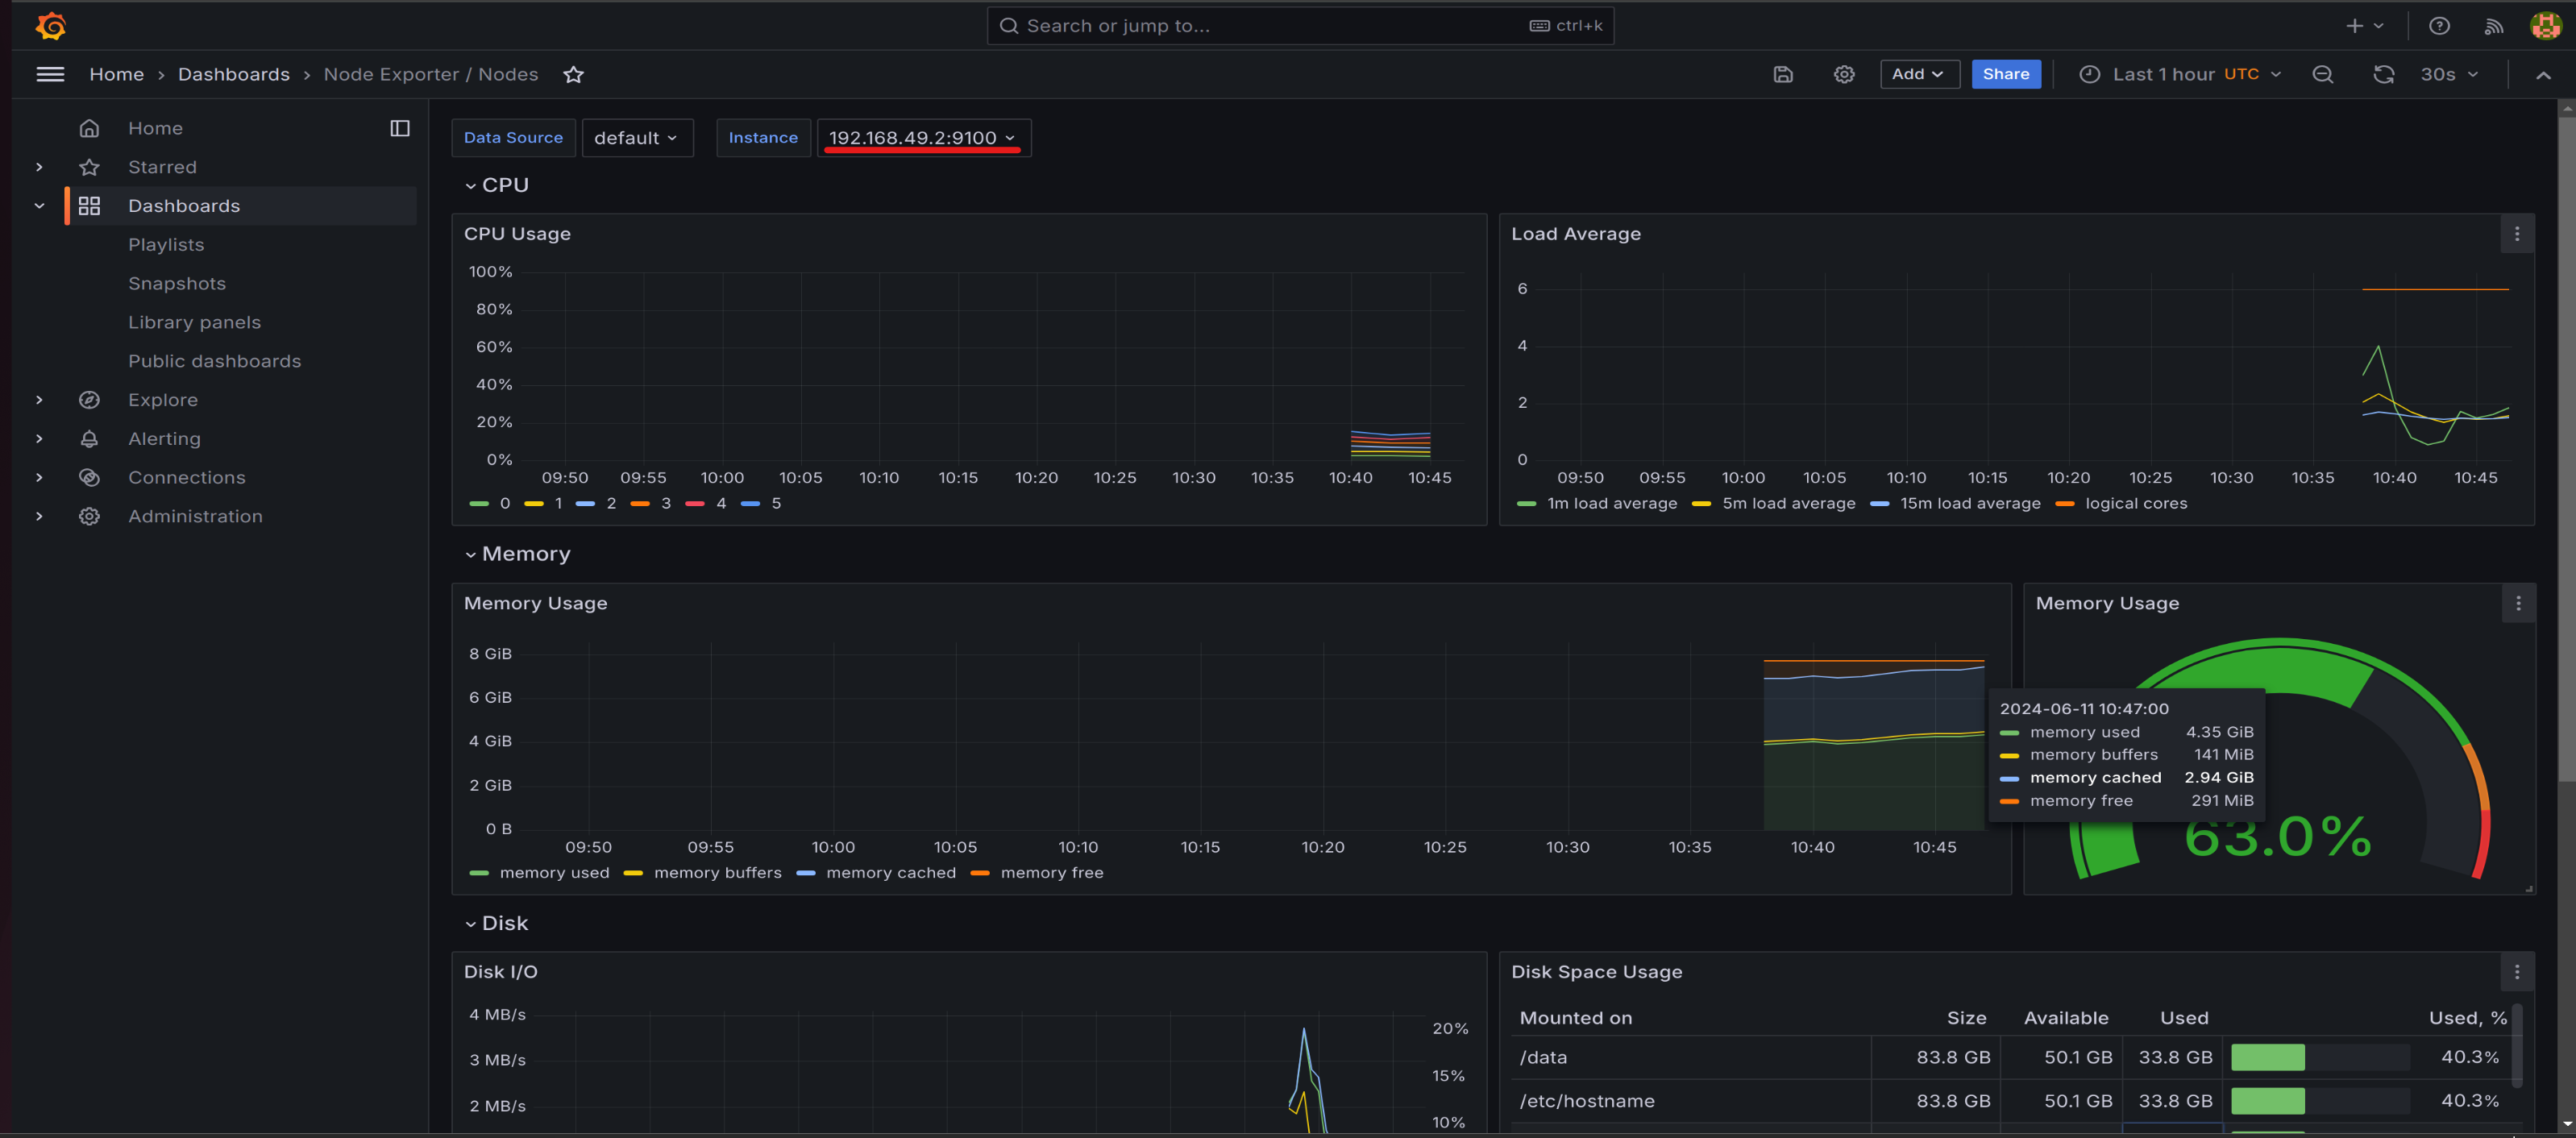 Search or jump to... ctrl+k
Home › Dashboards › Node Exporter / Nodes
Add Share Last 1 hour UTC 30s
Home
Starred
Dashboards
Playlists
Snapshots
Library panels
Public dashboards
Explore
Alerting
Connections
Administration
Data Source default Instance 192.168.49.2:9100
CPU
CPU Usage
100%
80%
60%
40%
20%
0%
09:50 09:55 10:00 10:05 10:10 10:15 10:20 10:25 10:30 10:35 10:40 10:45
0 1 2 3 4 5
Load Average
6
4
2
0
09:50 09:55 10:00 10:05 10:10 10:15 10:20 10:25 10:30 10:35 10:40 10:45
1m load average 5m load average 15m load average logical cores
Memory
Memory Usage
8 GiB
6 GiB
4 GiB
2 GiB
0 B
09:50 09:55 10:00 10:05 10:10 10:15 10:20 10:25 10:30 10:35 10:40 10:45
memory used memory buffers memory cached memory free
Memory Usage
2024-06-11 10:47:00
memory used 4.35 GiB
memory buffers 141 MiB
memory cached 2.94 GiB
memory free 291 MiB
63.0%
Disk
Disk I/O
4 MB/s
3 MB/s
2 MB/s
20%
15%
10%
Disk Space Usage
Mounted on Size Available Used Used, %
/data 83.8 GB 50.1 GB 33.8 GB 40.3%
/etc/hostname 83.8 GB 50.1 GB 33.8 GB 40.3%